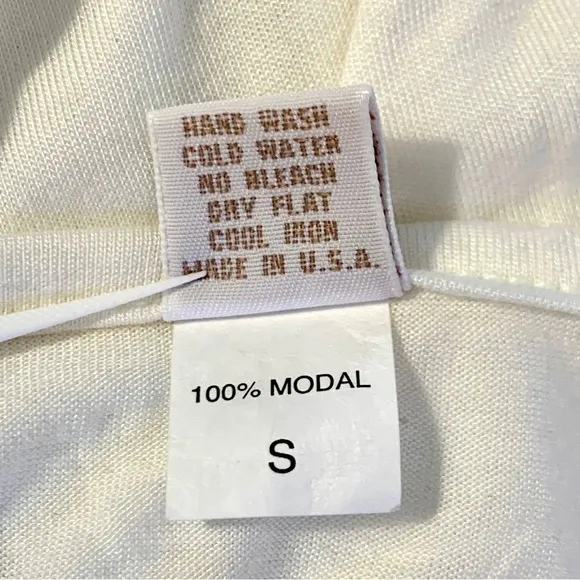 HAND WASH
COLD WATER
NO BLEACH
DRY FLAT
COOL IRON
MADE IN U.S.A.
100% MODAL
S